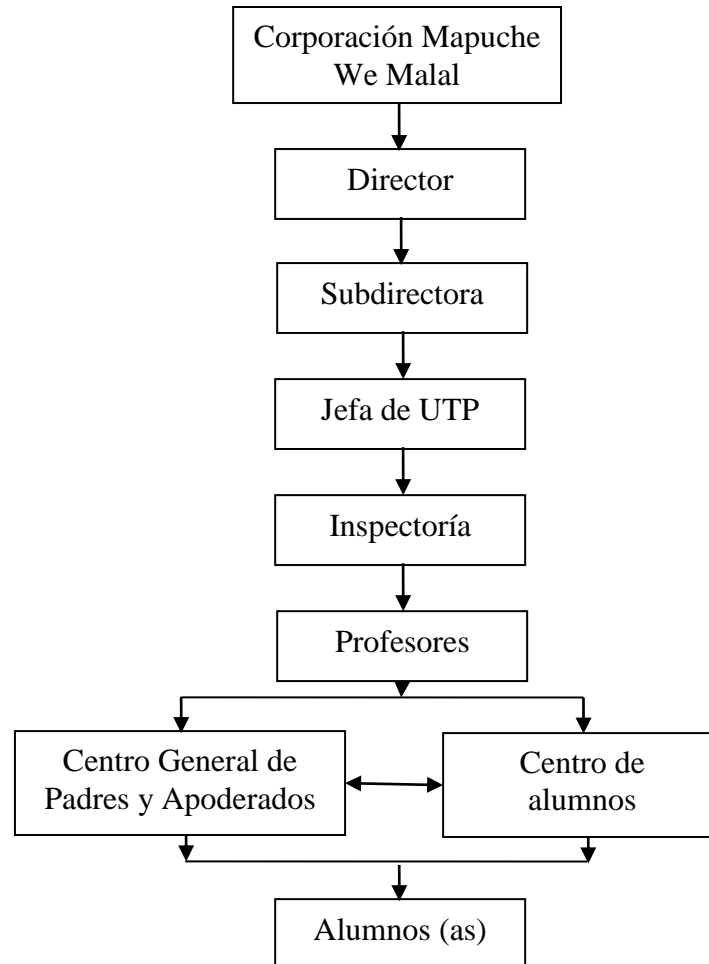 Corporación Mapuche
We Malal
Director
Subdirectora
Jefa de UTP
Inspectoría
Profesores
Centro General de
Padres y Apoderados
Centro de
alumnos
Alumnos (as)